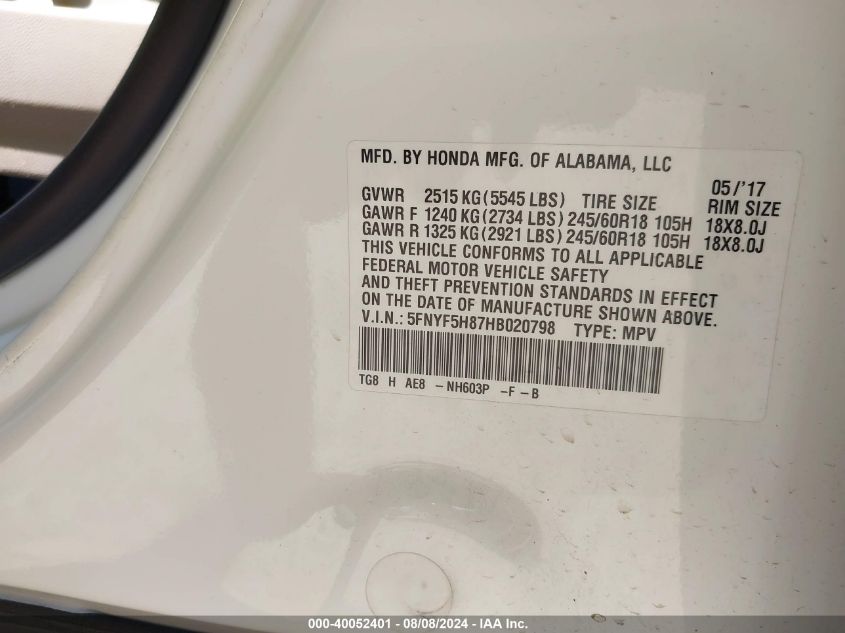 MFD. BY HONDA MFG. OF ALABAMA, LLC
05/'17
GVWR 2515 KG (5545 LBS) TIRE SIZE RIM SIZE
GAWR F 1240 KG (2734 LBS) 245/60R18 105H 18X8.0J
GAWR R 1325 KG (2921 LBS) 245/60R18 105H 18X8.0J
THIS VEHICLE CONFORMS TO ALL APPLICABLE
FEDERAL MOTOR VEHICLE SAFETY
AND THEFT PREVENTION STANDARDS IN EFFECT
ON THE DATE OF MANUFACTURE SHOWN ABOVE.
V.I.N.: 5FNYF5H87HB020798 TYPE: MPV
TG8 H AE8 - NH603P - F - B
000-40052401 - 08/08/2024 - IAA Inc.